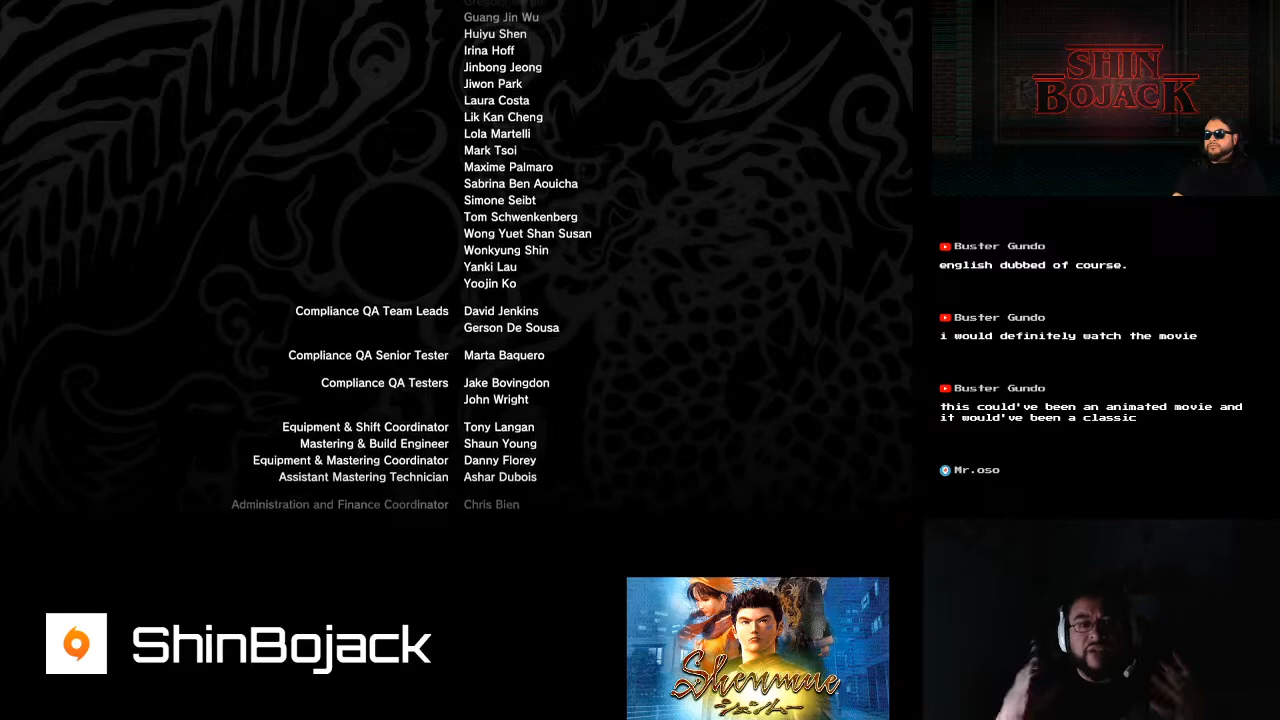 Guang Jin Wu
Huiyu Shen
Irina Hoff
Jinbong Jeong
Jiwon Park
Laura Costa
Lik Kan Cheng
Lola Martelli
Mark Tsoi
Maxime Palmaro
Sabrina Ben Aouicha
Simone Seibt
Tom Schwenkenberg
Wong Yuet Shan Susan
Wonkyung Shin
Yanki Lau
Yoojin Ko
Compliance QA Team Leads David Jenkins
Gerson De Sousa
Compliance QA Senior Tester Marta Baquero
Compliance QA Testers Jake Bovingdon
John Wright
Equipment & Shift Coordinator Tony Langan
Mastering & Build Engineer Shaun Young
Equipment & Mastering Coordinator Danny Florey
Assistant Mastering Technician Ashar Dubois
Administration and Finance Coordinator Chris Bien
SHIN
BOJACK
Buster Gundo
english dubbed of course.
Buster Gundo
i would definitely watch the movie
Buster Gundo
this could've been an animated movie and
it would've been a classic
Mr.oso
ShinBojack
Shenmue
シェンムー